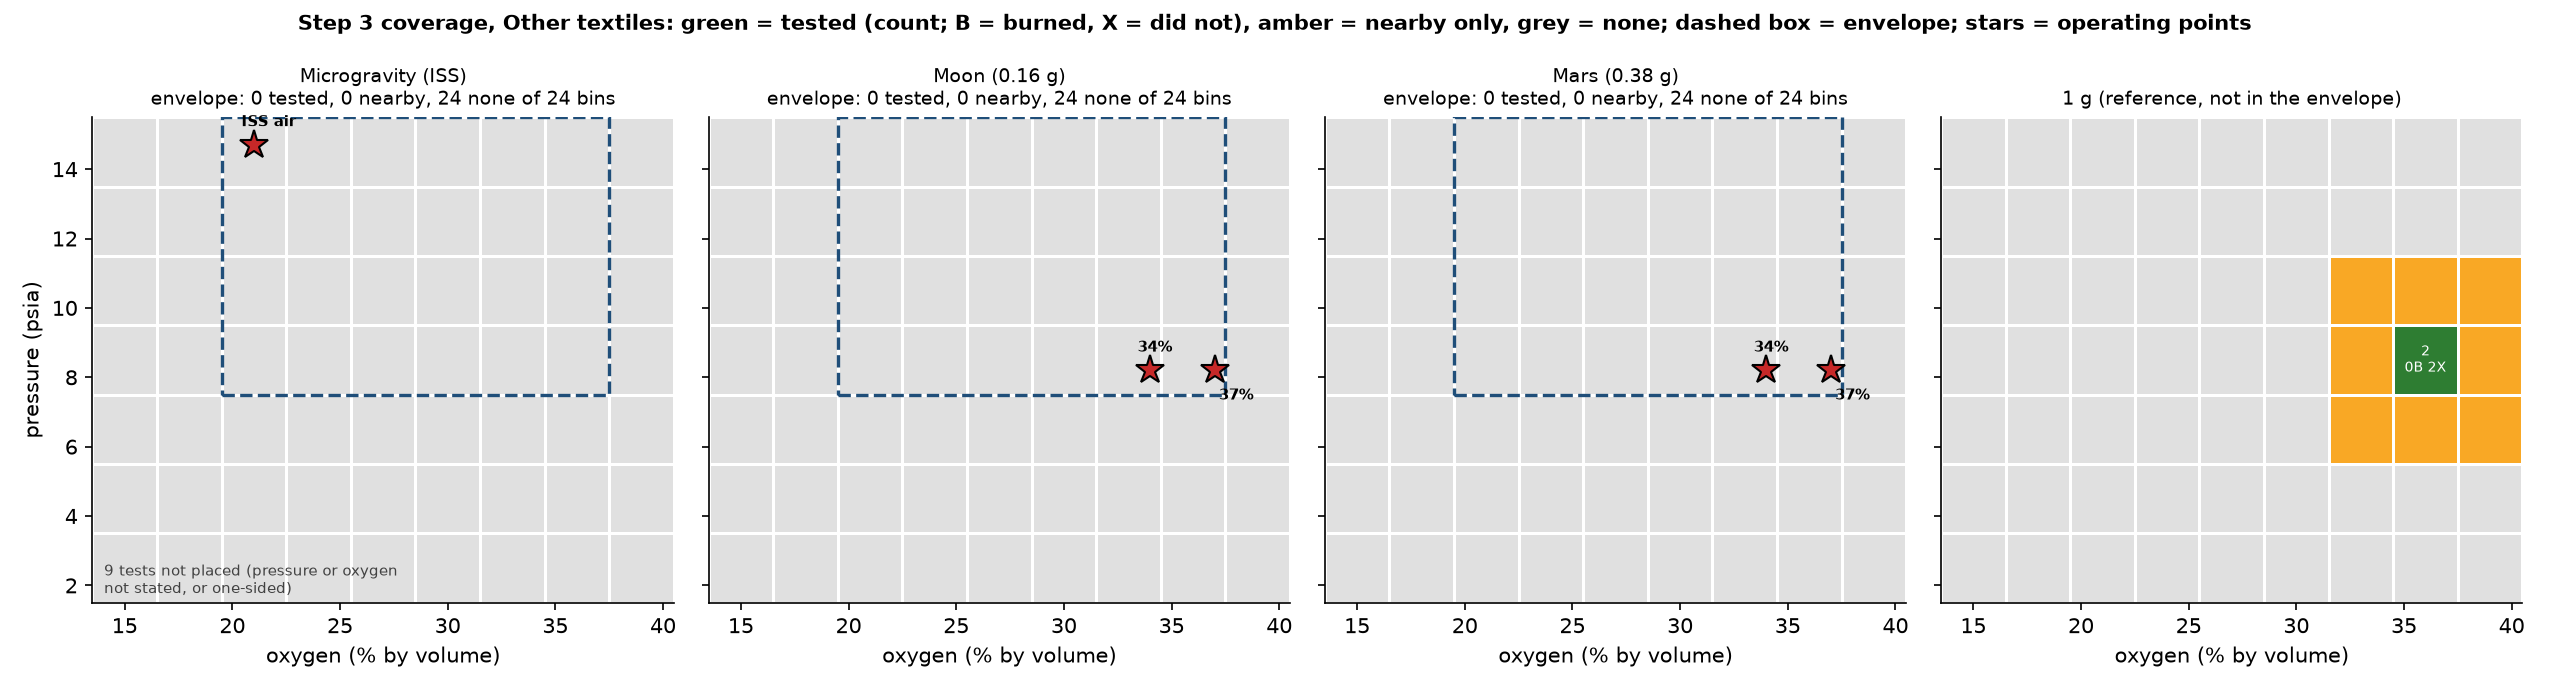 Step 3 coverage, Other textiles: green = tested (count; B = burned, X = did not), amber = nearby only, grey = none; dashed box = envelope; stars = operating points
Microgravity (ISS)
envelope: 0 tested, 0 nearby, 24 none of 24 bins
Moon (0.16 g)
envelope: 0 tested, 0 nearby, 24 none of 24 bins
Mars (0.38 g)
envelope: 0 tested, 0 nearby, 24 none of 24 bins
1 g (reference, not in the envelope)
pressure (psia)
14
12
10
8
6
4
2
ISS air
9 tests not placed (pressure or oxygen
not stated, or one-sided)
34%
37%
34%
37%
2
0B 2X
15 20 25 30 35 40
15 20 25 30 35 40
15 20 25 30 35 40
15 20 25 30 35 40
oxygen (% by volume)
oxygen (% by volume)
oxygen (% by volume)
oxygen (% by volume)